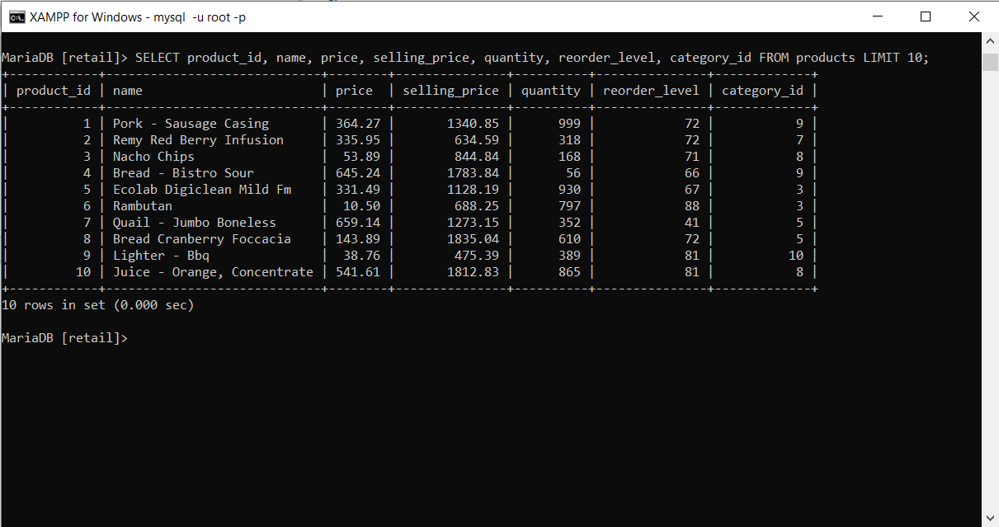 XAMPP for Windows - mysql  -u root -p
MariaDB [retail]> SELECT product_id, name, price, selling_price, quantity, reorder_level, category_id FROM products LIMIT 10;
+------------+-----------------------------+--------+---------------+----------+---------------+-------------+
| product_id | name                        | price  | selling_price | quantity | reorder_level | category_id |
+------------+-----------------------------+--------+---------------+----------+---------------+-------------+
|          1 | Pork - Sausage Casing       | 364.27 |       1340.85 |      999 |            72 |           9 |
|          2 | Remy Red Berry Infusion     | 335.95 |        634.59 |      318 |            72 |           7 |
|          3 | Nacho Chips                 |  53.89 |        844.84 |      168 |            71 |           8 |
|          4 | Bread - Bistro Sour         | 645.24 |       1783.84 |       56 |            66 |           9 |
|          5 | Ecolab Digiclean Mild Fm    | 331.49 |       1128.19 |      930 |            67 |           3 |
|          6 | Rambutan                    |  10.50 |        688.25 |      797 |            88 |           3 |
|          7 | Quail - Jumbo Boneless      | 659.14 |       1273.15 |      352 |            41 |           5 |
|          8 | Bread Cranberry Foccacia    | 143.89 |       1835.04 |      610 |            72 |           5 |
|          9 | Lighter - Bbq               |  38.76 |        475.39 |      389 |            81 |          10 |
|         10 | Juice - Orange, Concentrate | 541.61 |       1812.83 |      865 |            81 |           8 |
+------------+-----------------------------+--------+---------------+----------+---------------+-------------+
10 rows in set (0.000 sec)
MariaDB [retail]>